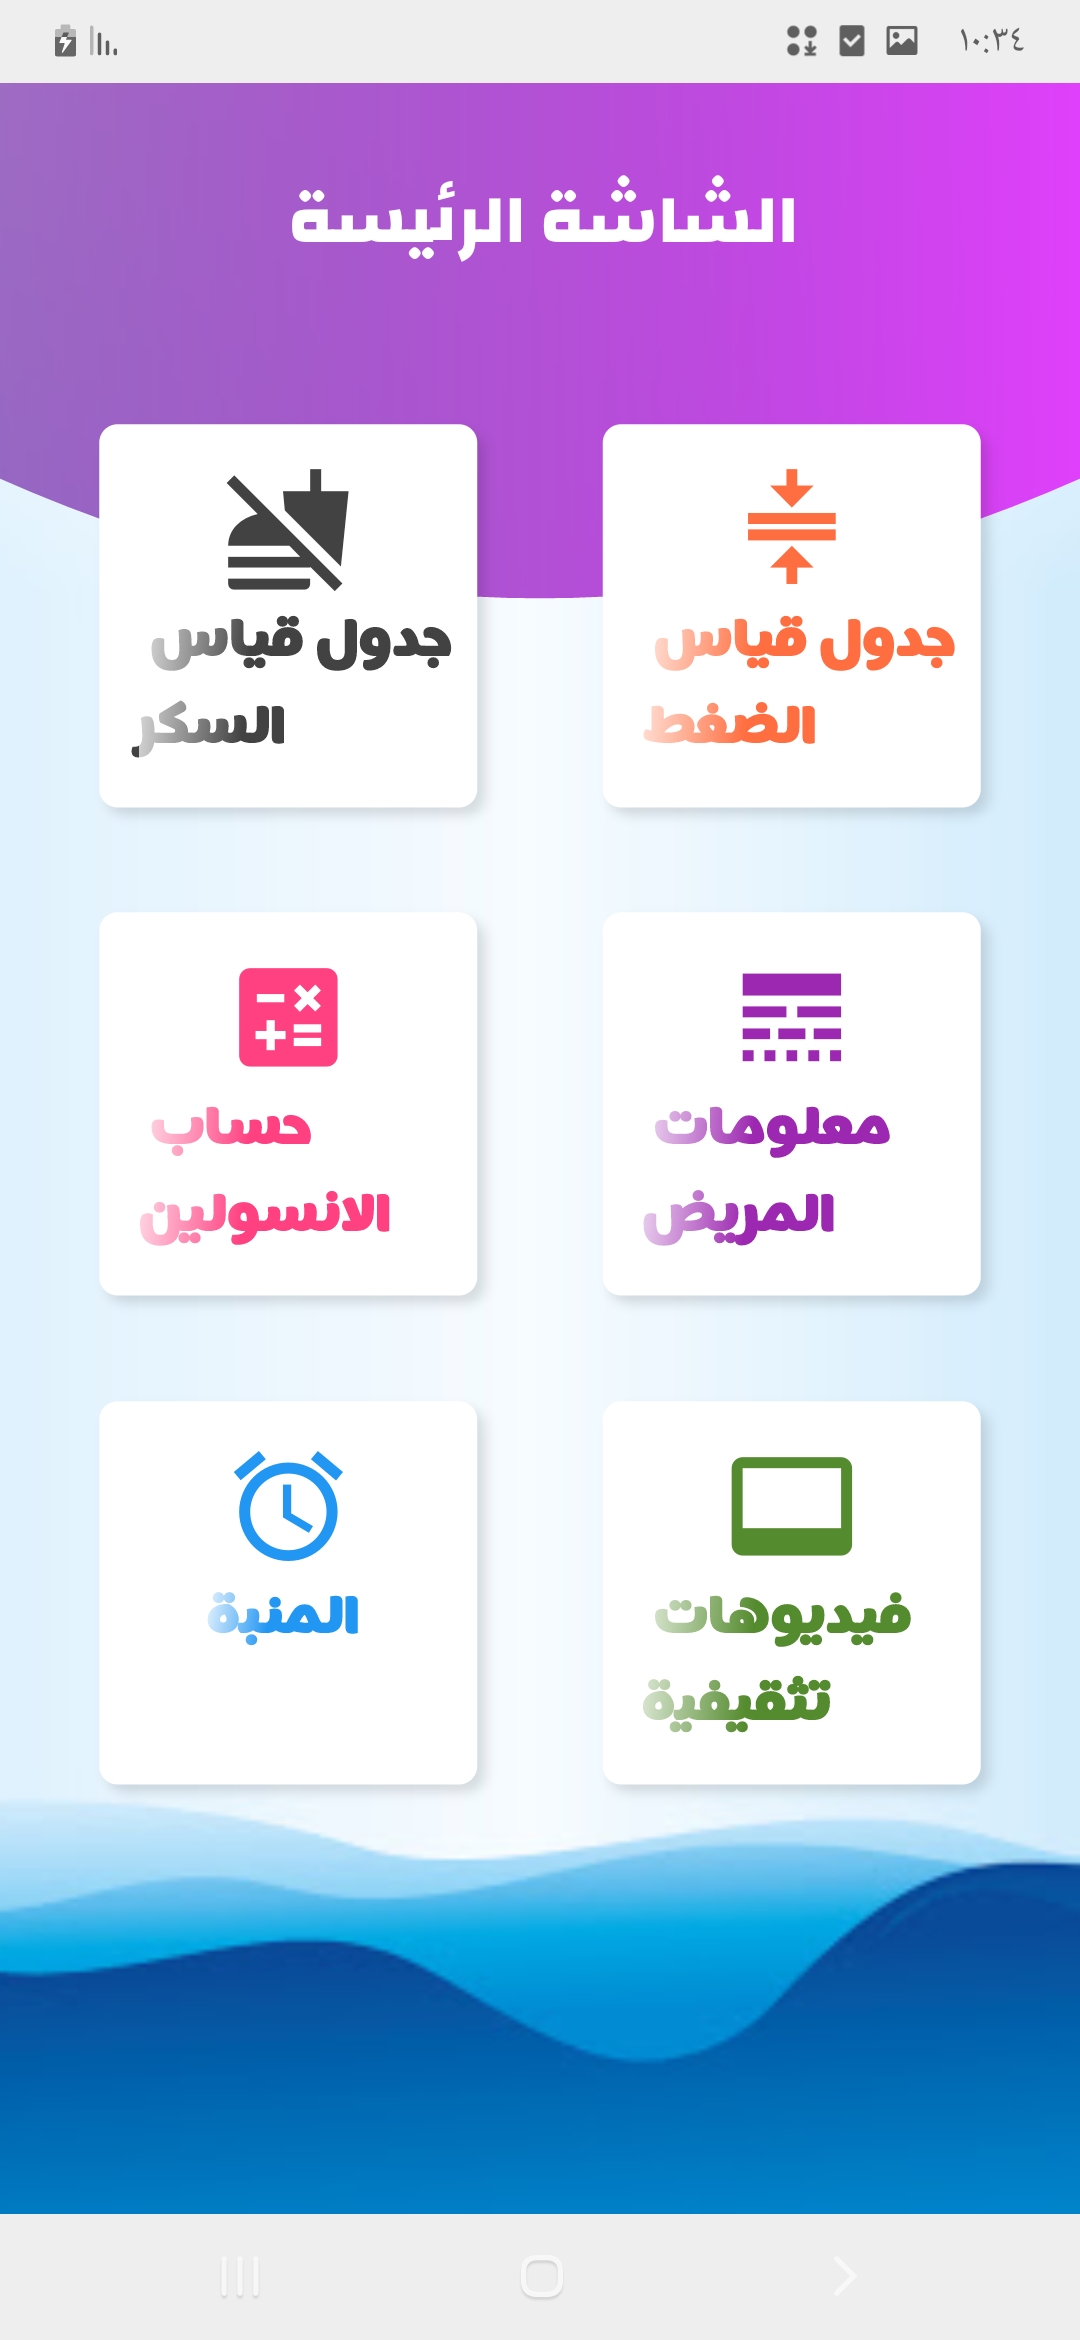 ١٠:٣٤
الشاشة الرئيسة
جدول قياس
الضغط
جدول قياس
السكر
معلومات
المريض
حساب
الانسولين
فيديوهات
تثقيفية
المنبة